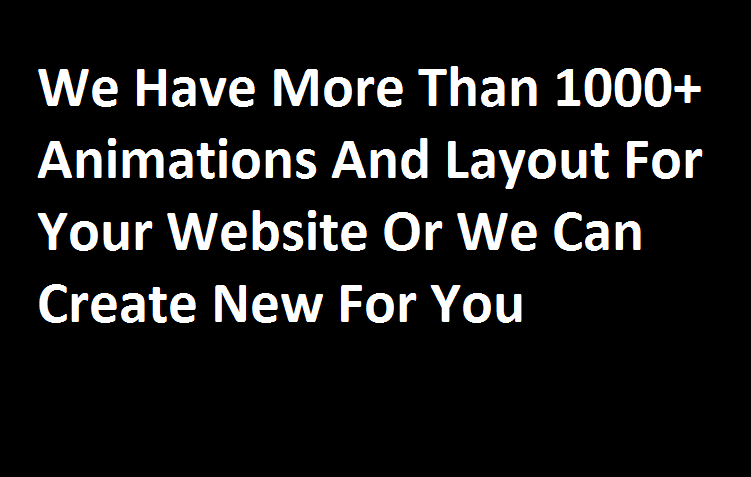 We Have More Than 1000+
Animations And Layout For
Your Website Or We Can
Create New For You